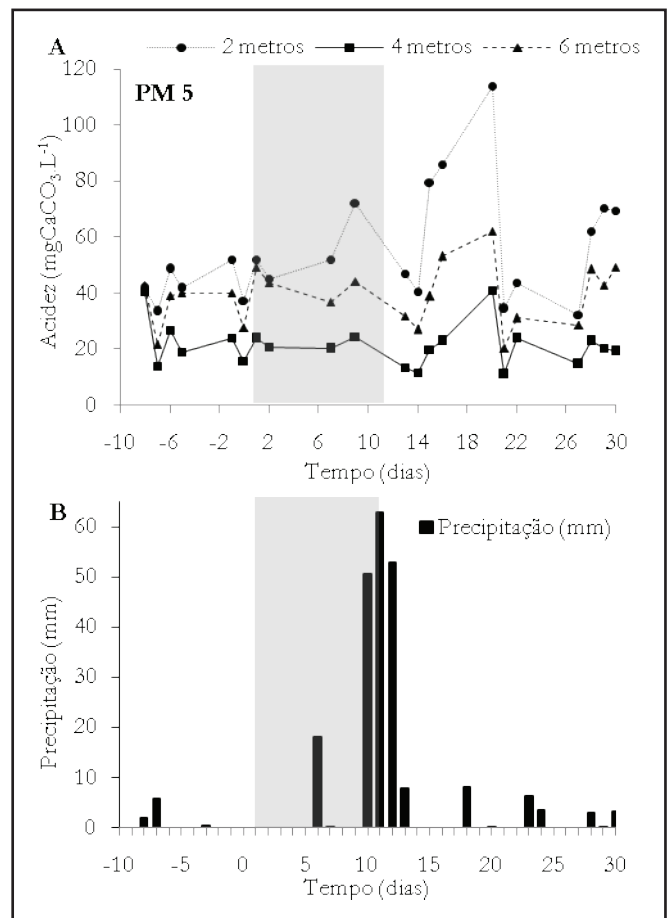 A
2 metros 4 metros 6 metros
120
PM 5
100
80
60
40
20
0
Acidez (mgCaCO3.L-1)
-10 -6 -2 2 6 10 14 18 22 26 30
Tempo (dias)
B
Precipitação (mm)
60
50
40
30
20
10
0
Precipitação (mm)
-10 -5 0 5 10 15 20 25 30
Tempo (dias)